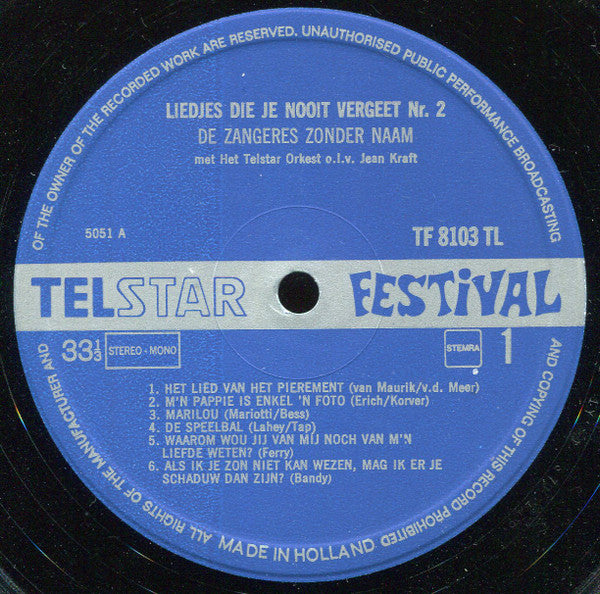 ALL RIGHTS OF THE MANUFACTURER AND OF THE OWNER OF THE RECORDED WORK ARE RESERVED. UNAUTHORISED PUBLIC PERFORMANCE BROADCASTING AND COPYING OF THIS RECORD PROHIBITED
LIEDJES DIE JE NOOIT VERGEET Nr. 2
DE ZANGERES ZONDER NAAM
met Het Telstar Orkest o.l.v. Jean Kraft
5051 A
TF 8103 TL
TELSTAR FESTiVAL
33⅓ STEREO - MONO STEMRA 1
1. HET LIED VAN HET PIEREMENT (van Maurik/v.d. Meer)
2. M'N PAPPIE IS ENKEL 'N FOTO (Erich/Korver)
3. MARILOU (Mariotti/Bess)
4. DE SPEELBAL (Lahey/Tap)
5. WAAROM WOU JIJ VAN MIJ NOCH VAN M'N
LIEFDE WETEN? (Ferry)
6. ALS IK JE ZON NIET KAN WEZEN, MAG IK ER JE
SCHADUW DAN ZIJN? (Bandy)
MADE IN HOLLAND